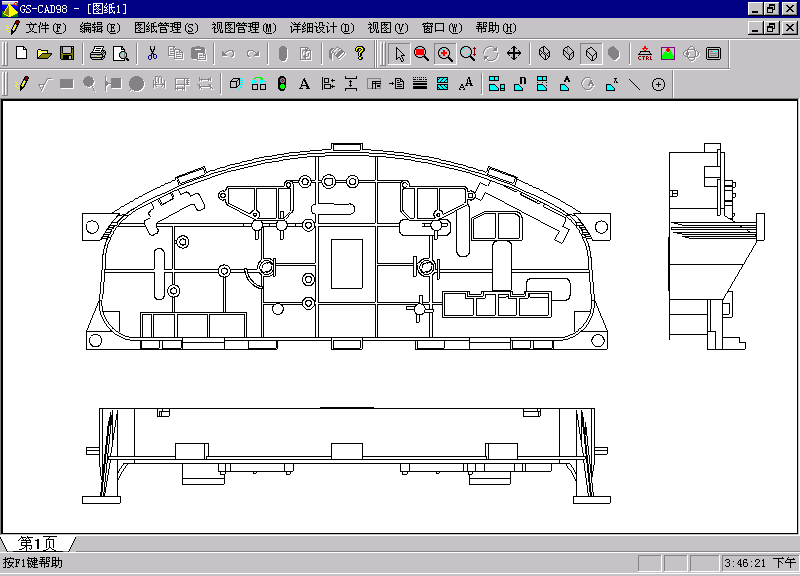 GS-CAD98 - [图纸1]
文件(F) 编辑(E) 图纸管理(S) 视图管理(M) 详细设计(D) 视图(V) 窗口(W) 帮助(H)
CTRL
A
n A x
A A
第1页
按F1键帮助
3:46:21 下午